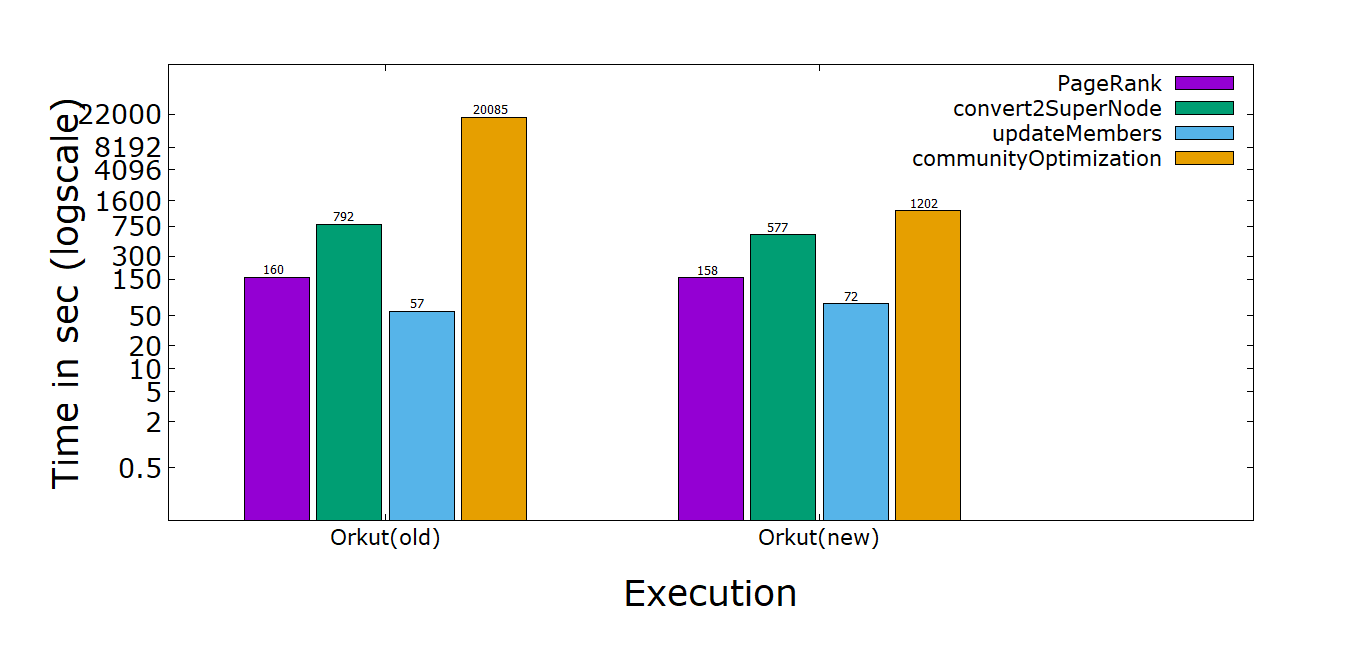 Time in sec (logscale)
22000
8192
4096
1600
750
300
150
50
20
10
5
2
0.5
PageRank
convert2SuperNode
updateMembers
communityOptimization
160
792
57
20085
158
577
72
1202
Orkut(old)
Orkut(new)
Execution